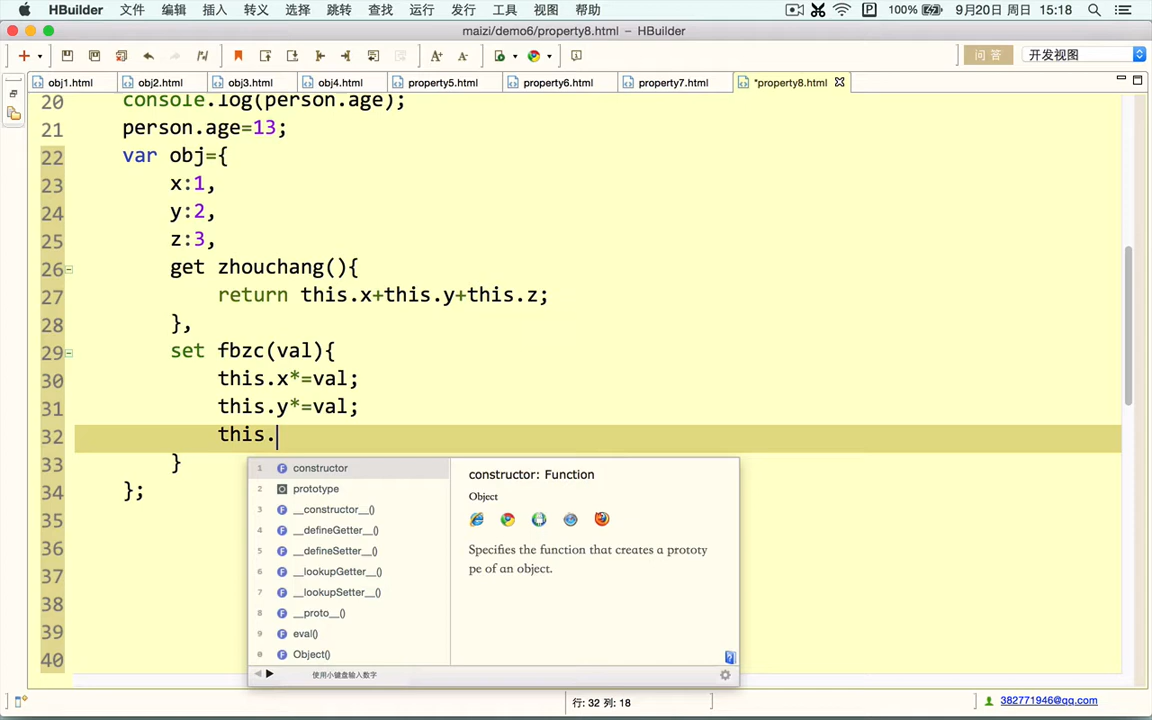 HBuilder 文件 编辑 插入 转义 选择 跳转 查找 运行 发行 工具 视图 帮助 100% 9月20日 周日 15:18
maizi/demo6/property8.html – HBuilder
问答 开发视图
obj1.html obj2.html obj3.html obj4.html property5.html property6.html property7.html *property8.html
20 console.log(person.age);
21 person.age=13;
22 var obj={
23 x:1,
24 y:2,
25 z:3,
26 get zhouchang(){
27 return this.x+this.y+this.z;
28 },
29 set fbzc(val){
30 this.x*=val;
31 this.y*=val;
32 this.
33 }
34 };
35
36
37
38
39
40
1 F constructor
2 prototype
3 F __constructor__()
4 F __defineGetter__()
5 F __defineSetter__()
6 F __lookupGetter__()
7 F __lookupSetter__()
8 F __proto__()
9 F eval()
0 F Object()
使用小键盘输入数字
constructor: Function
Object
Specifies the function that creates a prototy
pe of an object.
行: 32 列: 18
382771946@qq.com